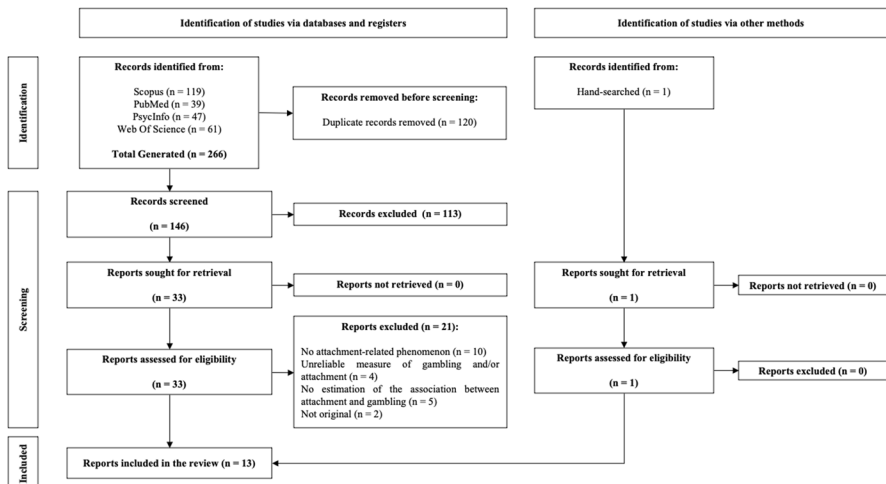 Identification of studies via databases and registers
Identification of studies via other methods
Identification
Records identified from:
Scopus (n = 119)
PubMed (n = 39)
PsycInfo (n = 47)
Web Of Science (n = 61)
Total Generated (n = 266)
Records removed before screening:
Duplicate records removed (n = 120)
Records identified from:
Hand-searched (n = 1)
Screening
Records screened
(n = 146)
Records excluded (n = 113)
Reports sought for retrieval
(n = 33)
Reports not retrieved (n = 0)
Reports sought for retrieval
(n = 1)
Reports not retrieved (n = 0)
Reports assessed for eligibility
(n = 33)
Reports excluded (n = 21):
No attachment-related phenomenon (n = 10)
Unreliable measure of gambling and/or
attachment (n = 4)
No estimation of the association between
attachment and gambling (n = 5)
Not original (n = 2)
Reports assessed for eligibility
(n = 1)
Reports excluded (n = 0)
Included
Reports included in the review (n = 13)